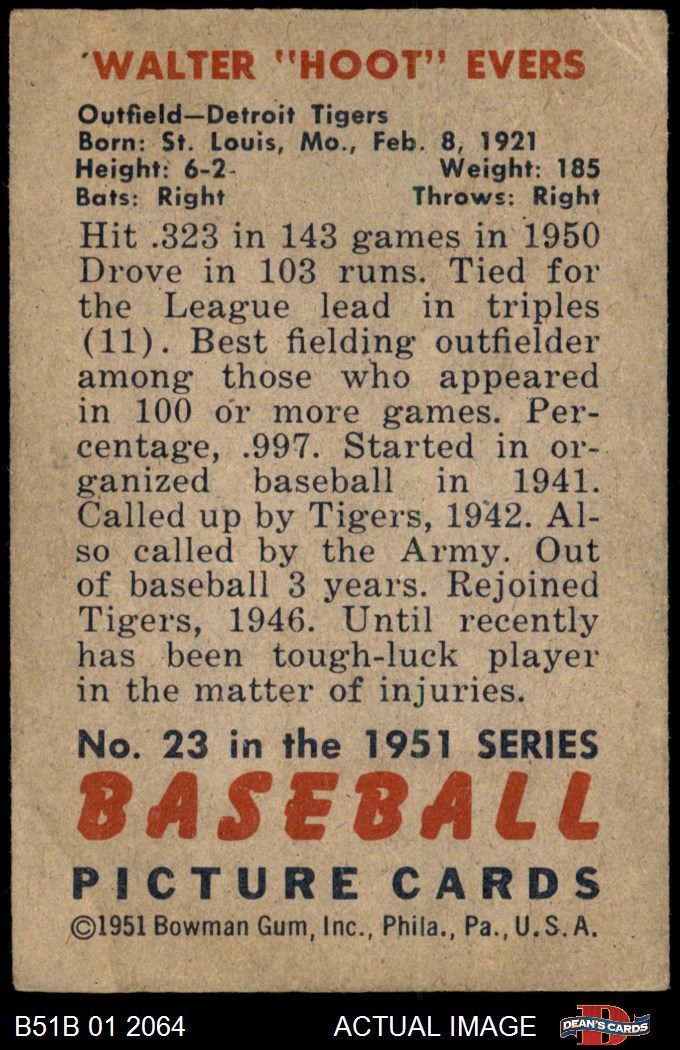 WALTER "HOOT" EVERS
Outfield—Detroit Tigers
Born: St. Louis, Mo., Feb. 8, 1921
Height: 6-2 Weight: 185
Bats: Right Throws: Right
Hit .323 in 143 games in 1950
Drove in 103 runs. Tied for
the League lead in triples
(11). Best fielding outfielder
among those who appeared
in 100 or more games. Per-
centage, .997. Started in or-
ganized baseball in 1941.
Called up by Tigers, 1942. Al-
so called by the Army. Out
of baseball 3 years. Rejoined
Tigers, 1946. Until recently
has been tough-luck player
in the matter of injuries.
No. 23 in the 1951 SERIES
BASEBALL
PICTURE CARDS
©1951 Bowman Gum, Inc., Phila., Pa., U.S.A.
B51B 01 2064 ACTUAL IMAGE D DEAN'S CARDS